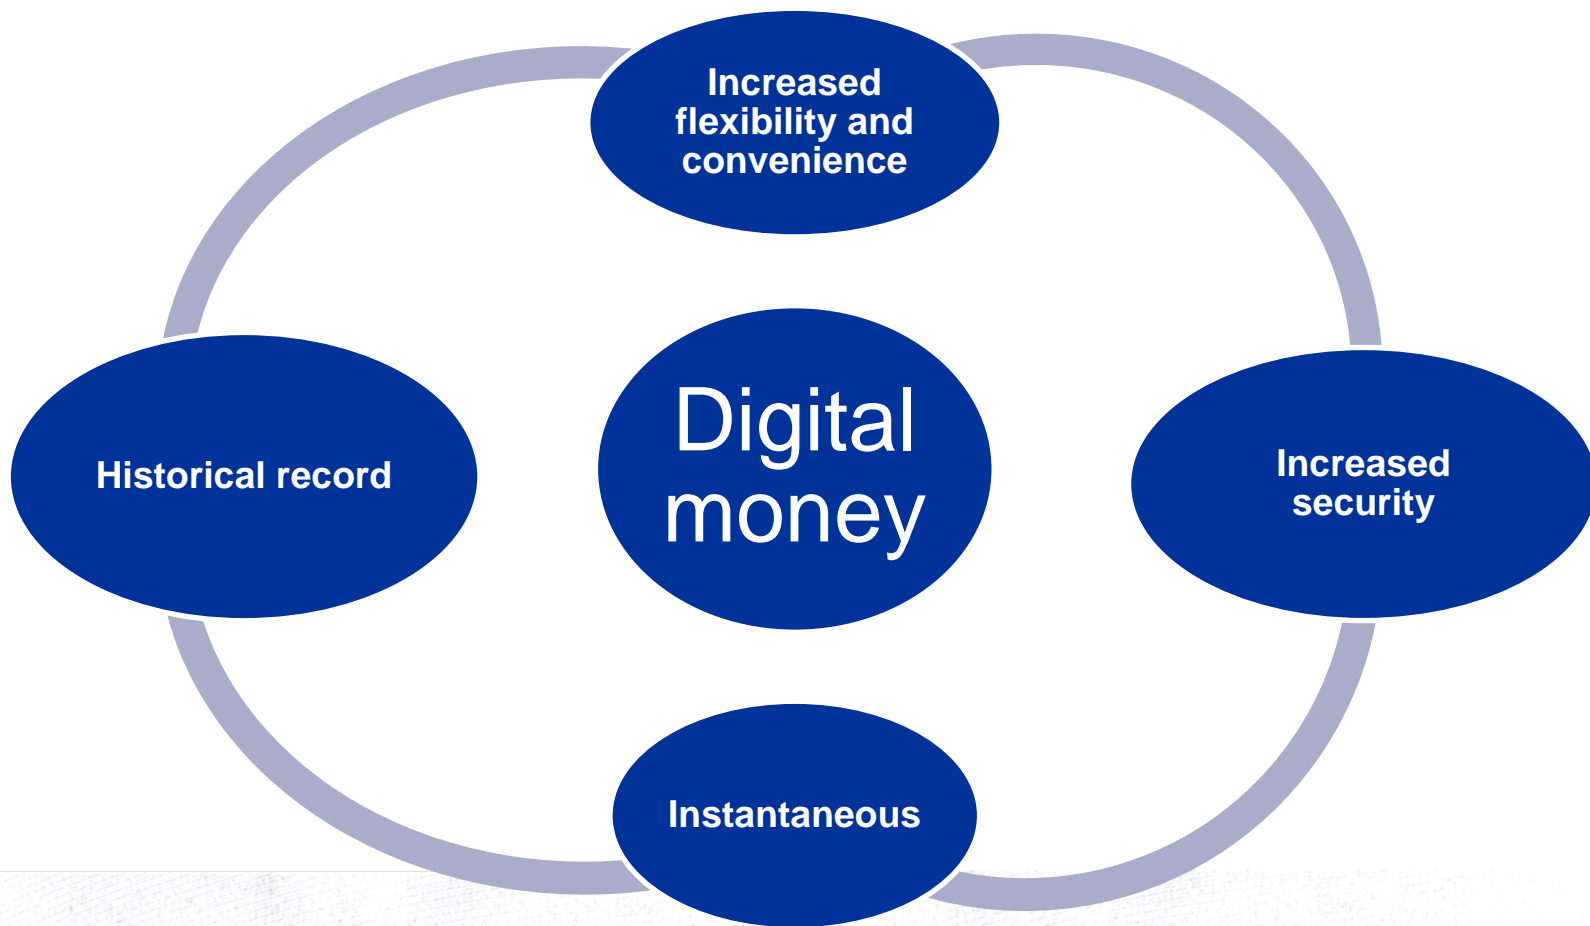 Increased
flexibility and
convenience
Digital
money
Historical record
Increased
security
Instantaneous